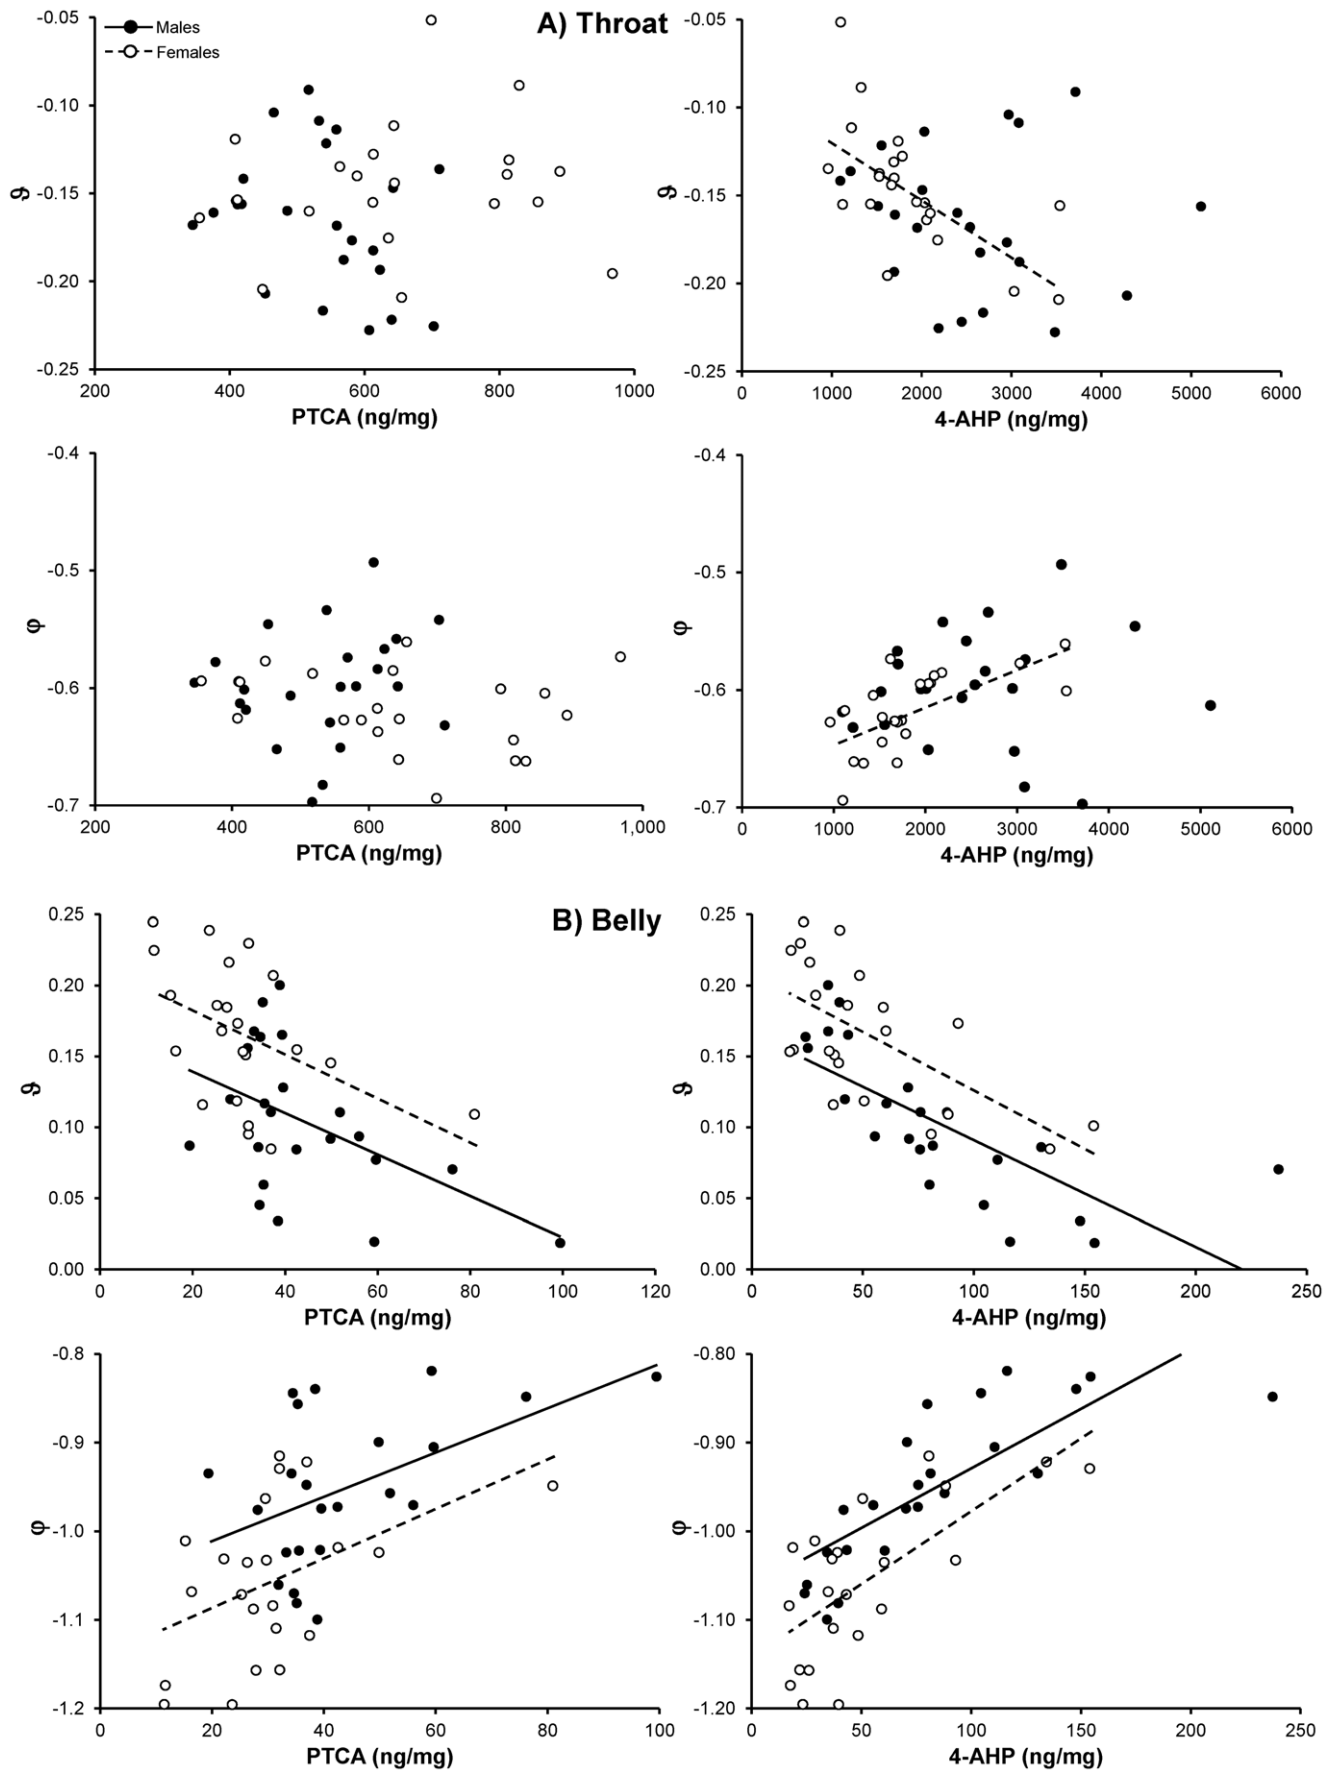 A) Throat
Males
Females
-0.05
-0.10
-0.15
-0.20
-0.25
ϑ
200 400 600 800 1000
PTCA (ng/mg)
-0.05
-0.10
-0.15
-0.20
-0.25
ϑ
0 1000 2000 3000 4000 5000 6000
4-AHP (ng/mg)
-0.4
-0.5
-0.6
-0.7
φ
200 400 600 800 1,000
PTCA (ng/mg)
-0.4
-0.5
-0.6
-0.7
φ
0 1000 2000 3000 4000 5000 6000
4-AHP (ng/mg)
B) Belly
0.25
0.20
0.15
0.10
0.05
0.00
ϑ
0 20 40 60 80 100 120
PTCA (ng/mg)
0.25
0.20
0.15
0.10
0.05
0.00
ϑ
0 50 100 150 200 250
4-AHP (ng/mg)
-0.8
-0.9
-1.0
-1.1
-1.2
φ
0 20 40 60 80 100
PTCA (ng/mg)
-0.80
-0.90
-1.00
-1.10
-1.20
φ
0 50 100 150 200 250
4-AHP (ng/mg)